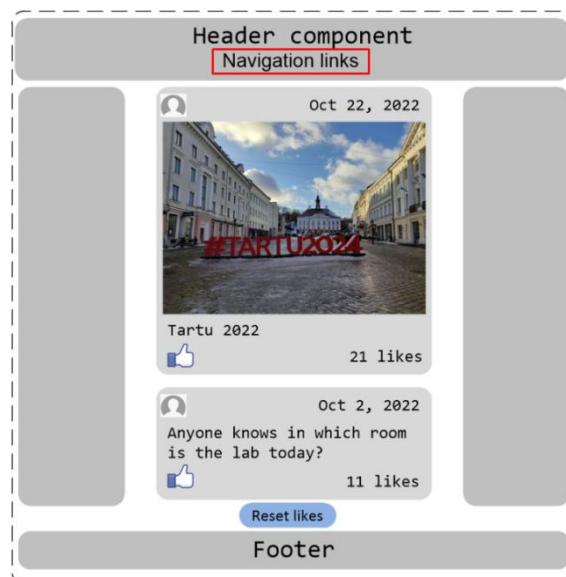 Header component
Navigation links
Oct 22, 2022
#TARTU2024
Tartu 2022
21 likes
Oct 2, 2022
Anyone knows in which room
is the lab today?
11 likes
Reset likes
Footer